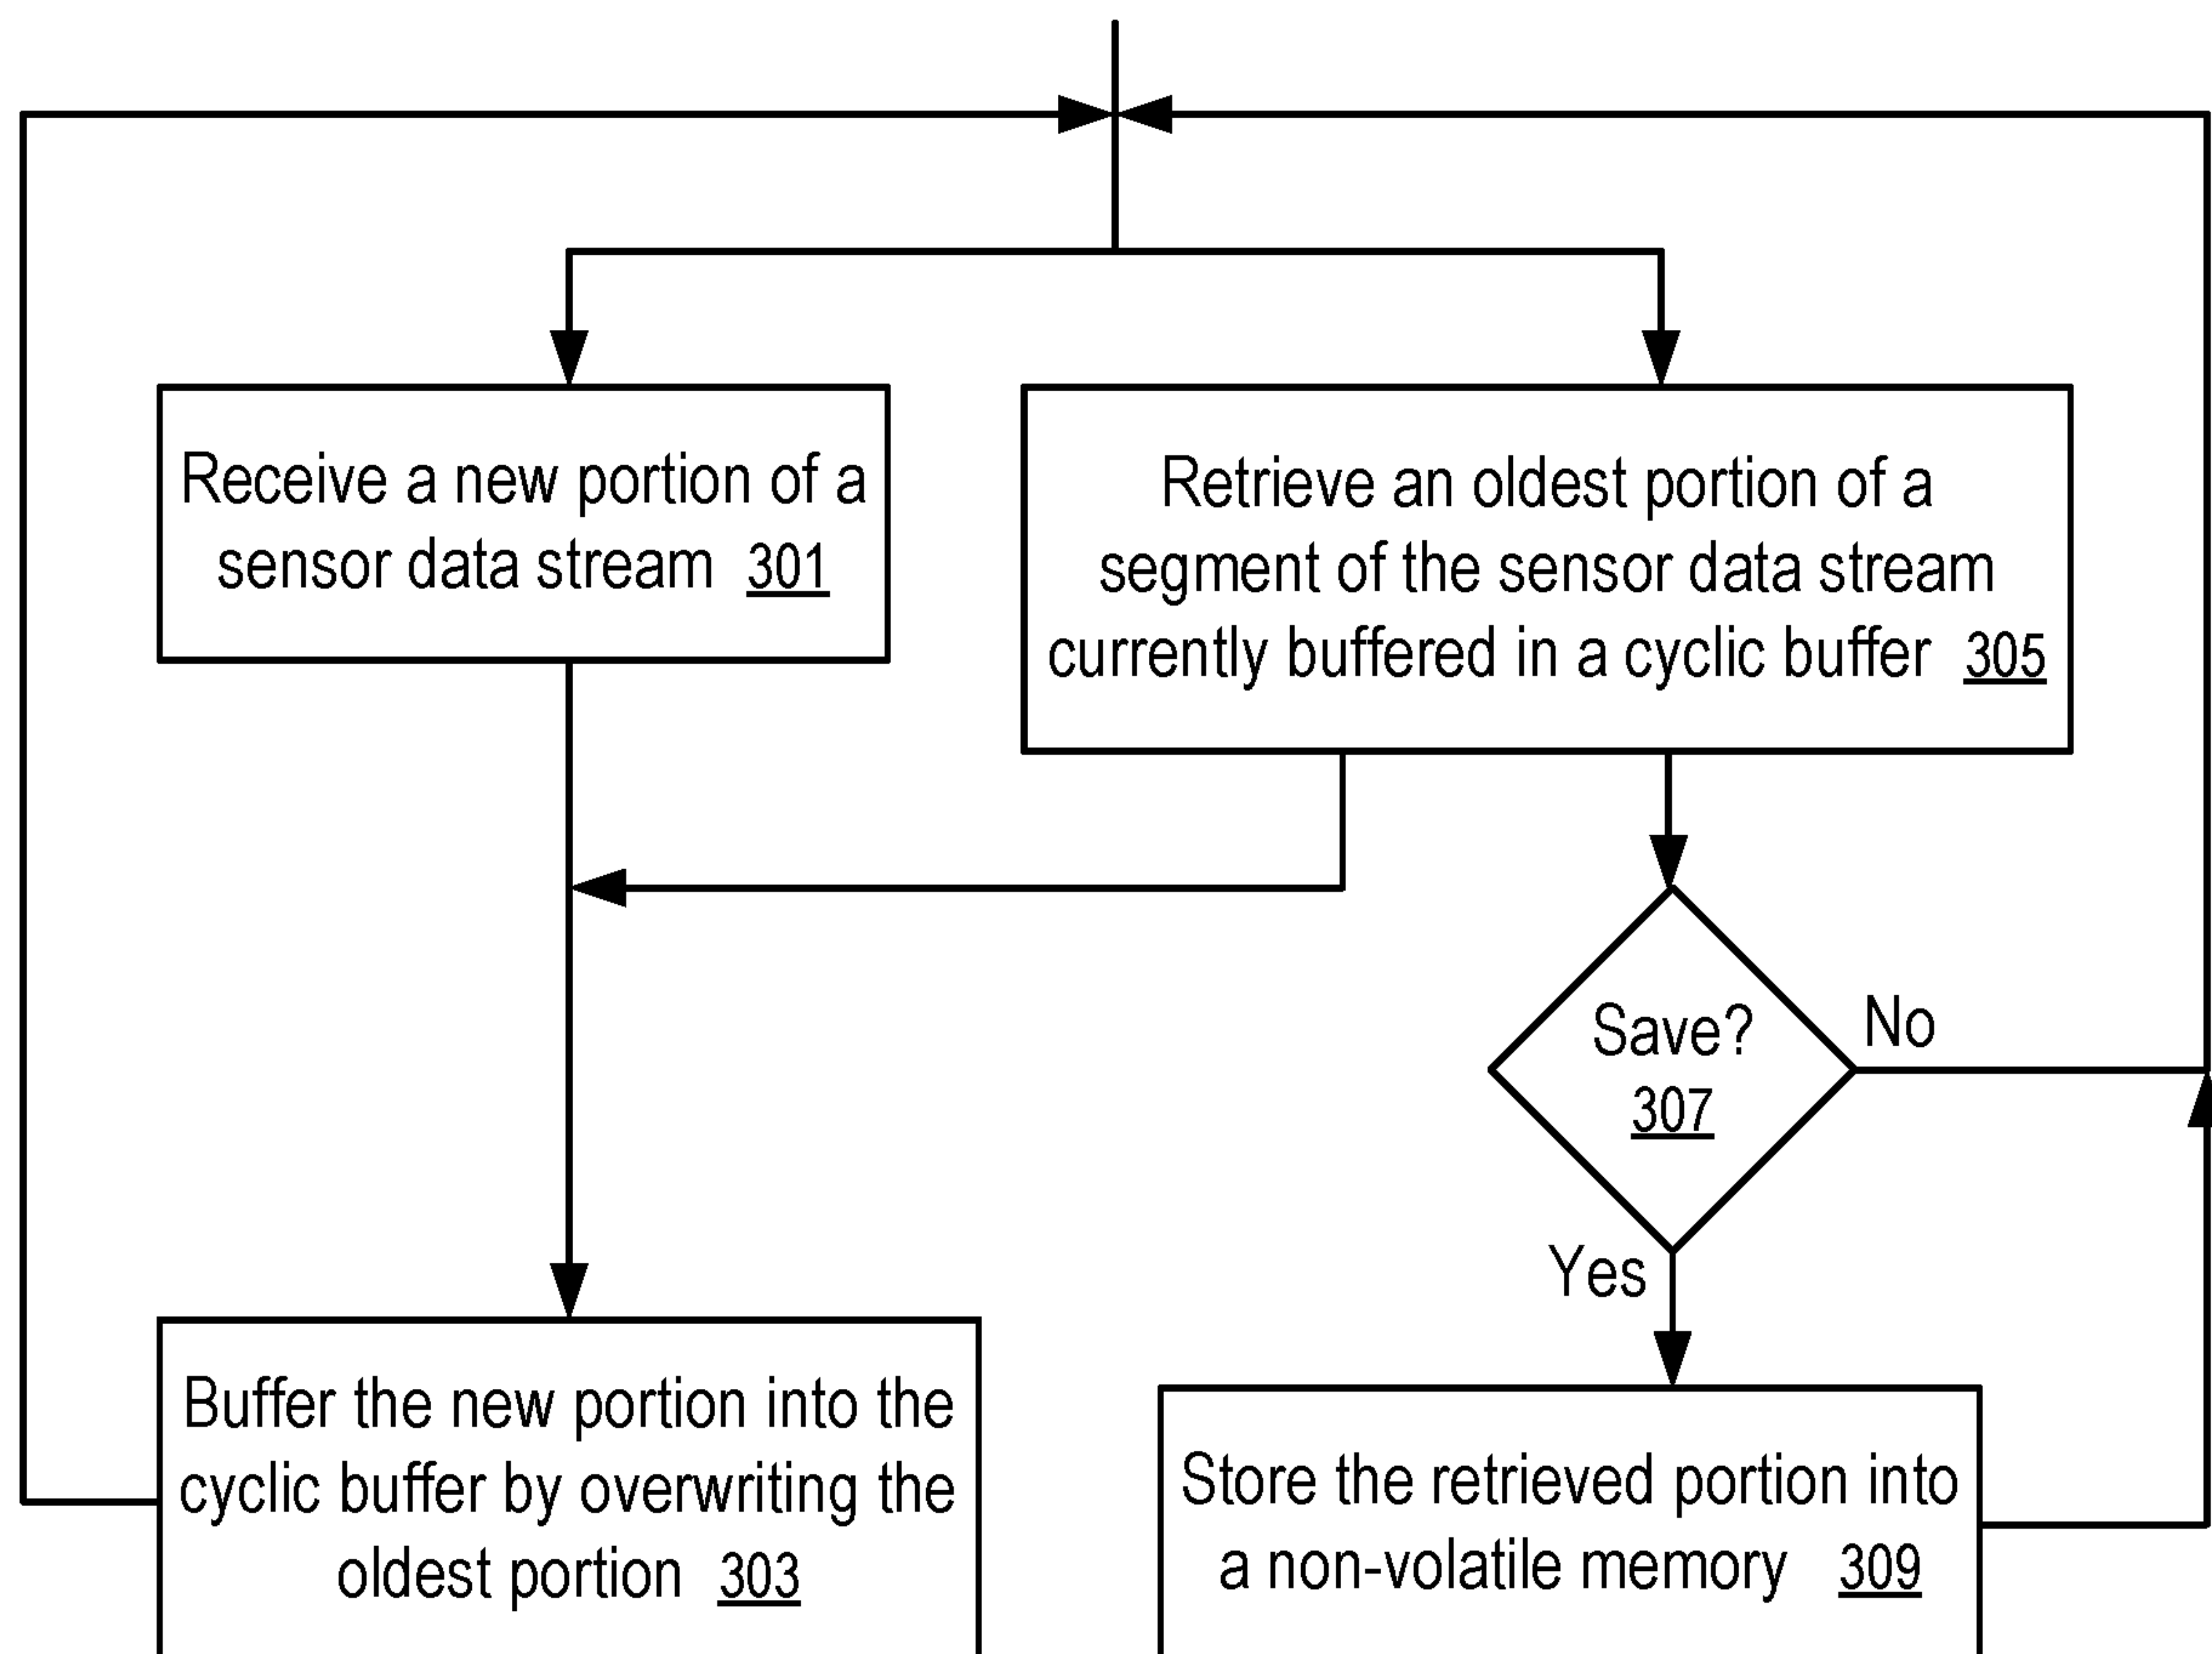 Receive a new portion of a
sensor data stream 301
Retrieve an oldest portion of a
segment of the sensor data stream
currently buffered in a cyclic buffer 305
Save?
307
No
Yes
Buffer the new portion into the
cyclic buffer by overwriting the
oldest portion 303
Store the retrieved portion into
a non-volatile memory 309